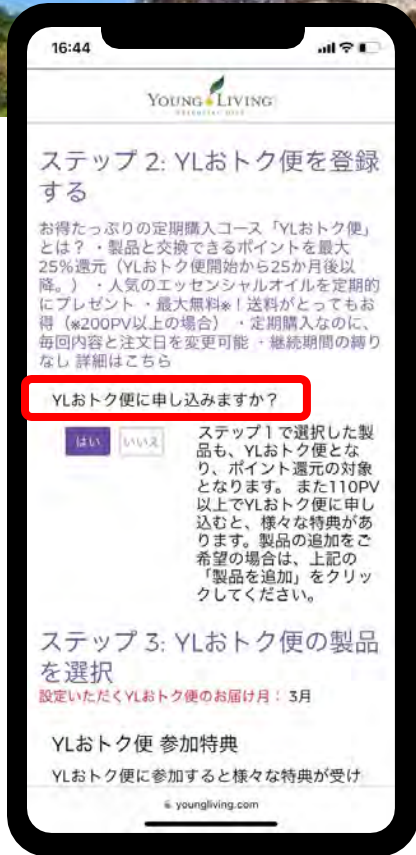 16:44
YOUNG LIVING
ESSENTIAL OILS
ステップ 2: YLおトク便を登録
する
お得たっぷりの定期購入コース「YLおトク便」
とは？ ・製品と交換できるポイントを最大
25%還元（YLおトク便開始から25か月後以
降。） ・人気のエッセンシャルオイルを定期的
にプレゼント ・最大無料※！送料がとってもお
得（※200PV以上の場合） ・定期購入なのに、
毎回内容と注文日を変更可能 ・継続期間の縛り
なし 詳細はこちら
YLおトク便に申し込みますか？
はい いいえ
ステップ１で選択した製
品も、YLおトク便とな
り、ポイント還元の対象
となります。 また110PV
以上でYLおトク便に申し
込むと、様々な特典があ
ります。製品の追加をご
希望の場合は、上記の
「製品を追加」をクリッ
クしてください。
ステップ 3: YLおトク便の製品
を選択
設定いただくYLおトク便のお届け月： 3月
YLおトク便 参加特典
YLおトク便に参加すると様々な特典が受け
youngliving.com